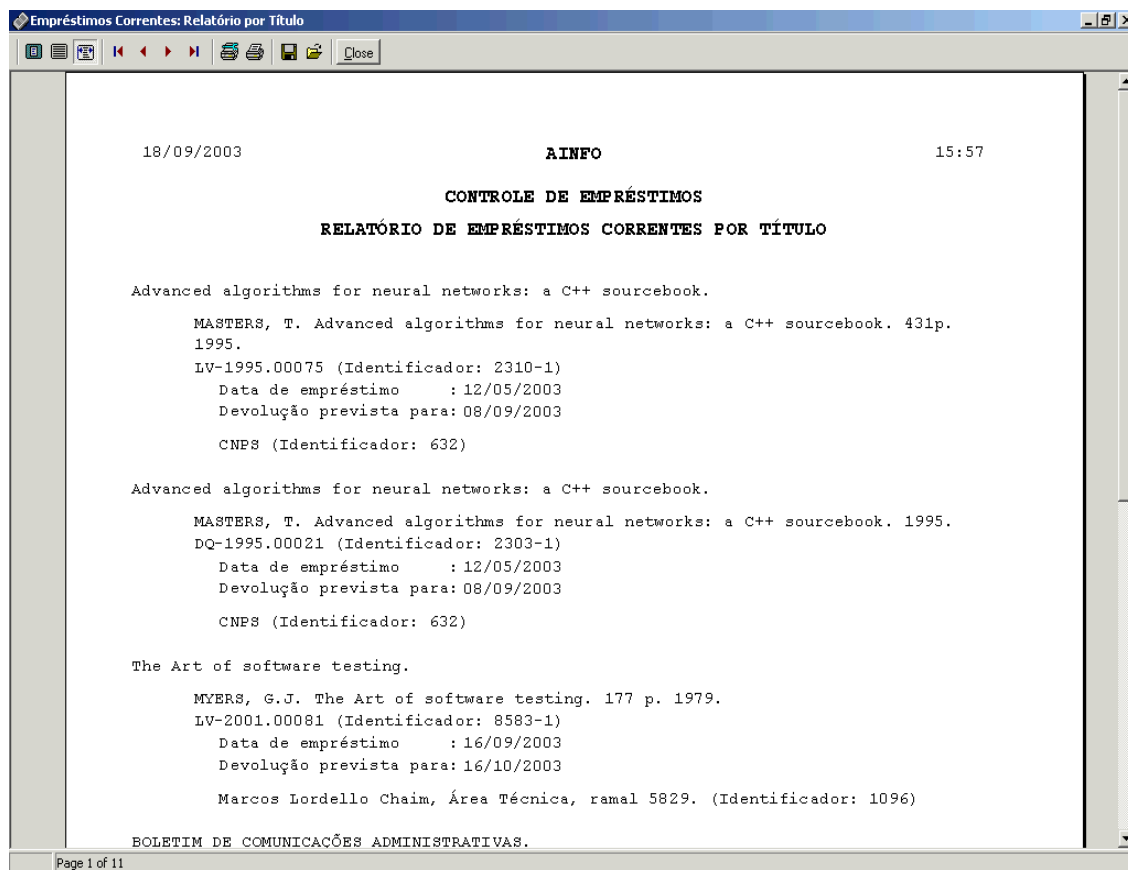 Empréstimos Correntes: Relatório por Título
Close
18/09/2003 AINFO 15:57
CONTROLE DE EMPRÉSTIMOS
RELATÓRIO DE EMPRÉSTIMOS CORRENTES POR TÍTULO
Advanced algorithms for neural networks: a C++ sourcebook.
MASTERS, T. Advanced algorithms for neural networks: a C++ sourcebook. 431p.
1995.
LV-1995.00075 (Identificador: 2310-1)
Data de empréstimo : 12/05/2003
Devolução prevista para: 08/09/2003
CNPS (Identificador: 632)
Advanced algorithms for neural networks: a C++ sourcebook.
MASTERS, T. Advanced algorithms for neural networks: a C++ sourcebook. 1995.
DQ-1995.00021 (Identificador: 2303-1)
Data de empréstimo : 12/05/2003
Devolução prevista para: 08/09/2003
CNPS (Identificador: 632)
The Art of software testing.
MYERS, G.J. The Art of software testing. 177 p. 1979.
LV-2001.00081 (Identificador: 8583-1)
Data de empréstimo : 16/09/2003
Devolução prevista para: 16/10/2003
Marcos Lordello Chaim, Área Técnica, ramal 5829. (Identificador: 1096)
BOLETIM DE COMUNICAÇÕES ADMINISTRATIVAS.
Page 1 of 11